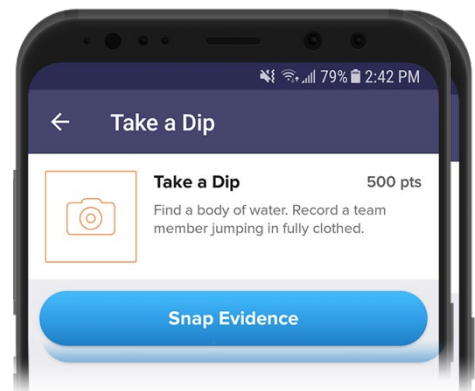 79% 2:42 PM
Take a Dip
Take a Dip 500 pts
Find a body of water. Record a team
member jumping in fully clothed.
Snap Evidence